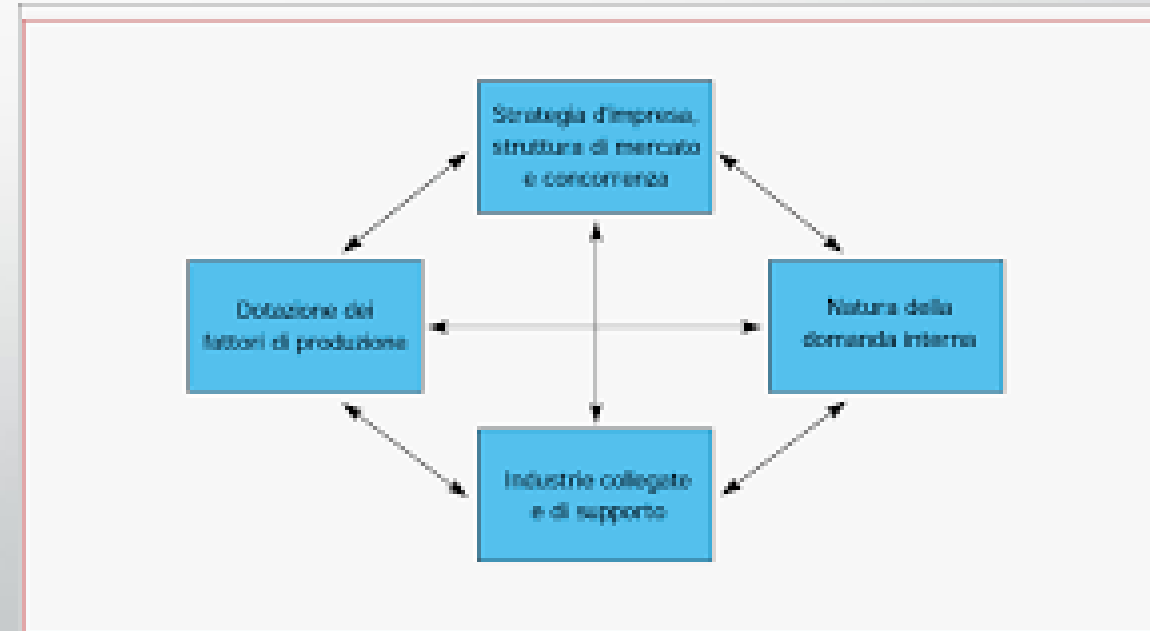 Strategia d'impresa,
struttura di mercato
e concorrenza
Dotazione dei
fattori di produzione
Natura della
domanda interna
Industrie collegate
e di supporto